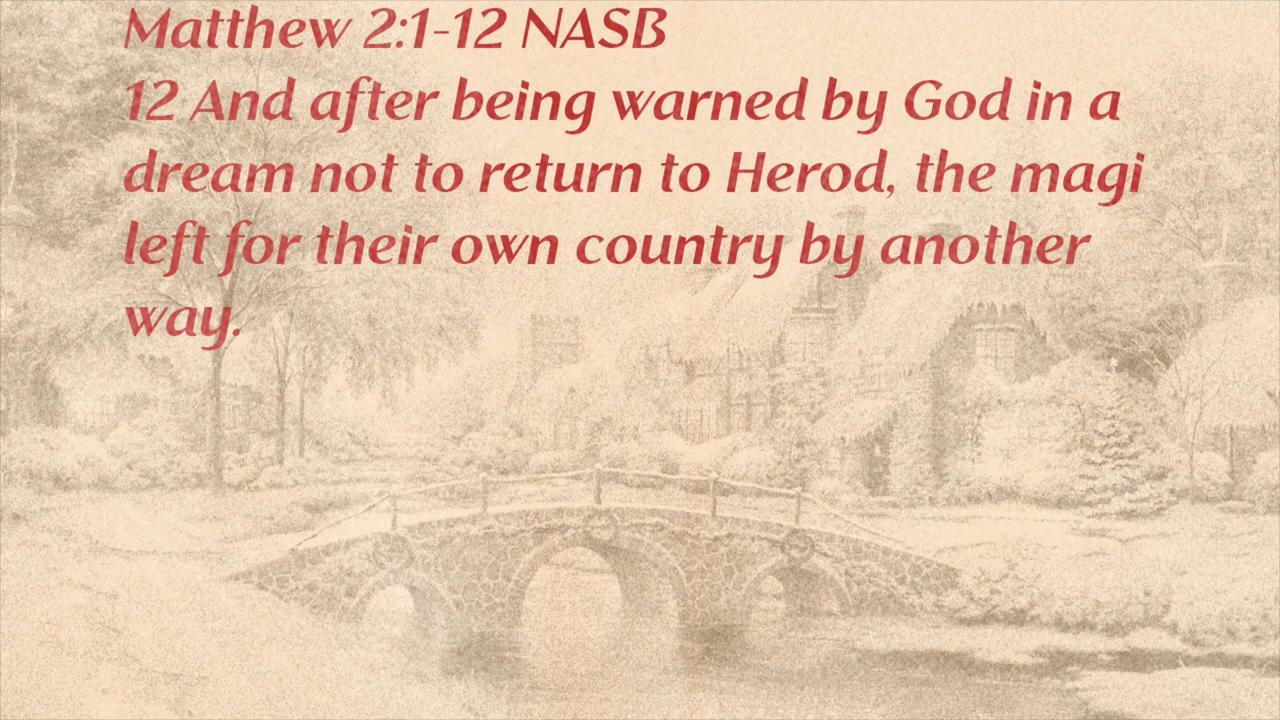 Matthew 2:1-12 NASB
12 And after being warned by God in a
dream not to return to Herod, the magi
left for their own country by another
way.